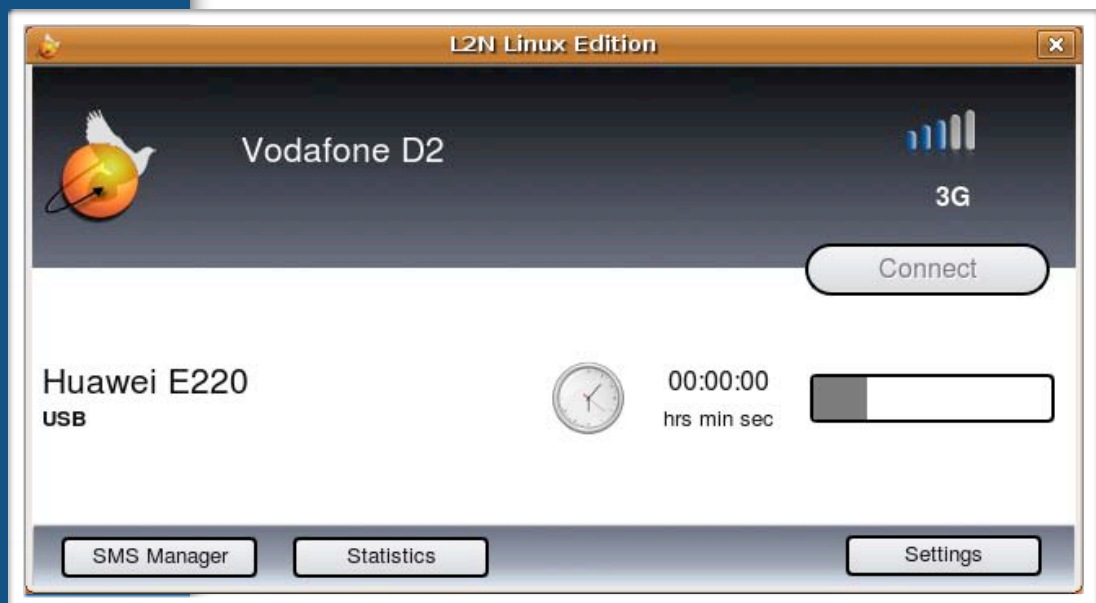 L2N Linux Edition
Vodafone D2
3G
Connect
Huawei E220
USB
00:00:00
hrs min sec
SMS Manager
Statistics
Settings